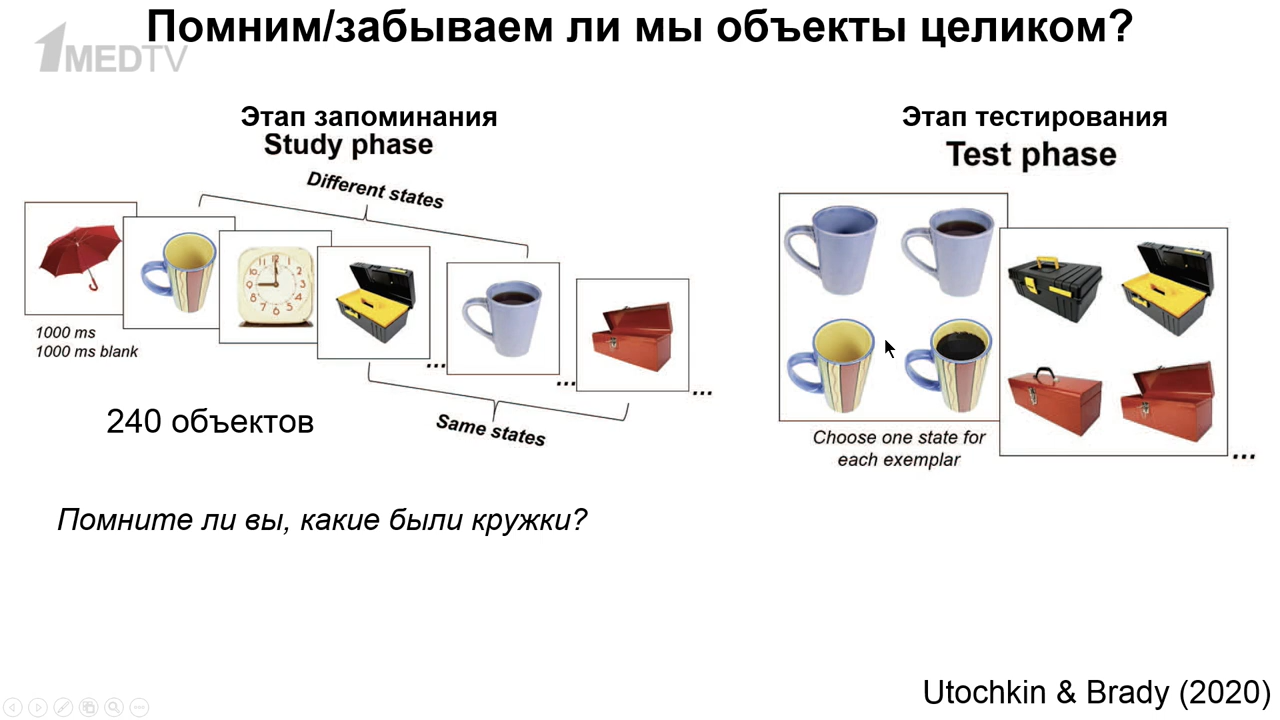 1MEDTV
Помним/забываем ли мы объекты целиком?
Этап запоминания
Study phase
Different states
1000 ms
1000 ms blank
...
...
...
Same states
240 объектов
Помните ли вы, какие были кружки?
Этап тестирования
Test phase
Choose one state for
each exemplar
...
Utochkin & Brady (2020)